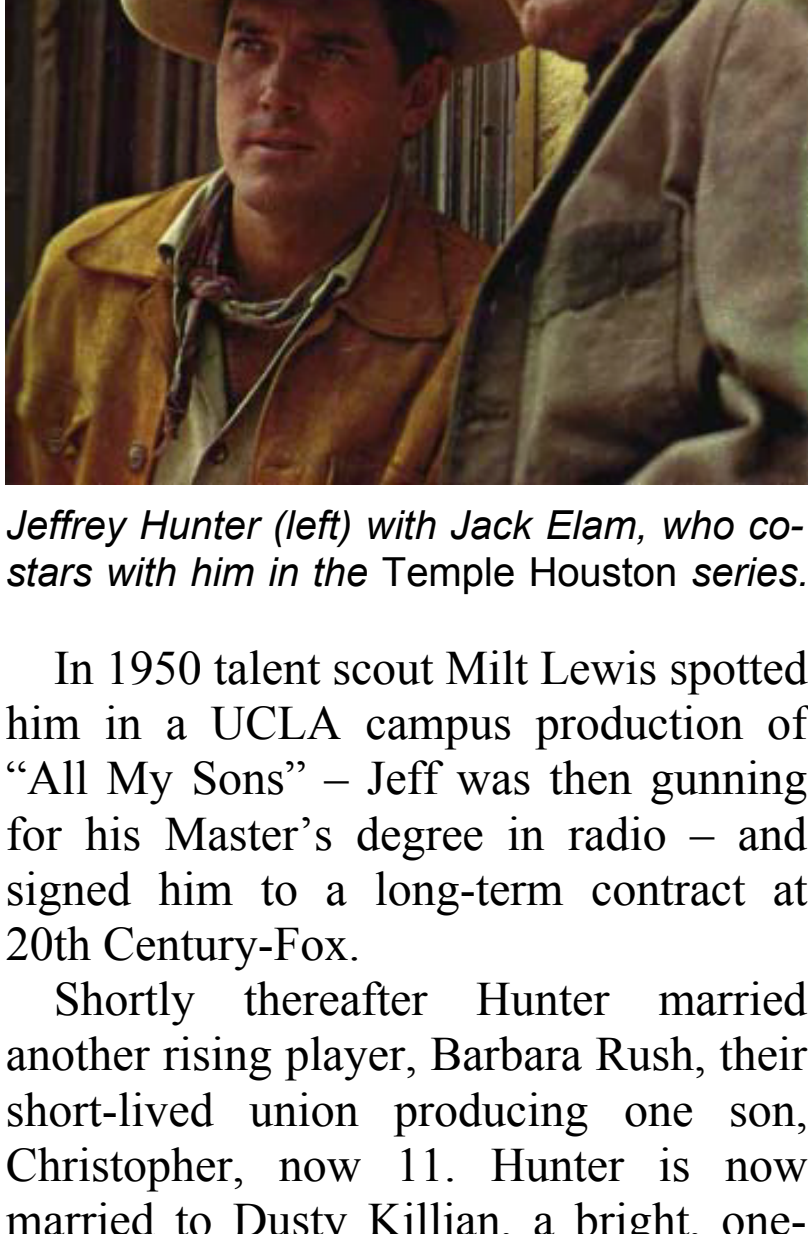 Jeffrey Hunter (left) with Jack Elam, who co-
stars with him in the Temple Houston series.
In 1950 talent scout Milt Lewis spotted
him in a UCLA campus production of
“All My Sons” – Jeff was then gunning
for his Master’s degree in radio – and
signed him to a long-term contract at
20th Century-Fox.
Shortly thereafter Hunter married
another rising player, Barbara Rush, their
short-lived union producing one son,
Christopher, now 11. Hunter is now
married to Dusty Killian, a bright, one-